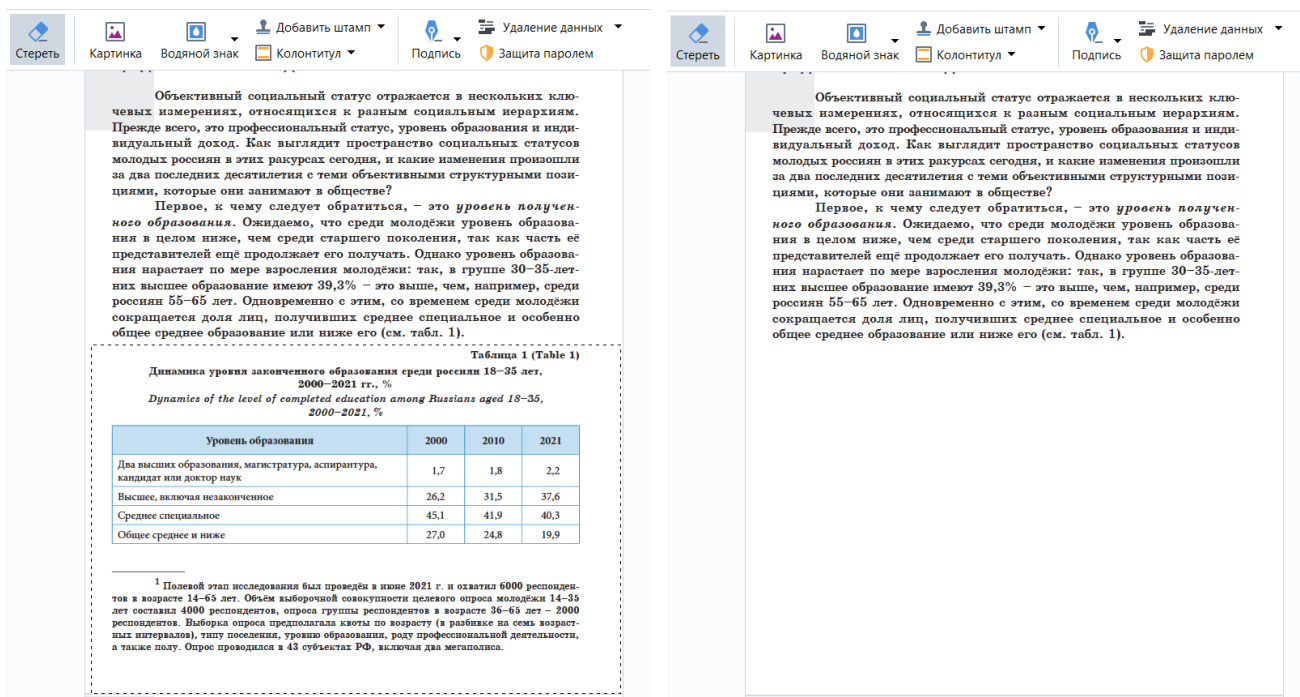 Стереть
Картинка
Водяной знак
Добавить штамп
Колонтитул
Подпись
Удаление данных
Защита паролем
Объективный социальный статус отражается в нескольких клю-
чевых измерениях, относящихся к разным социальным иерархиям.
Прежде всего, это профессиональный статус, уровень образования и инди-
видуальный доход. Как выглядит пространство социальных статусов
молодых россиян в этих ракурсах сегодня, и какие изменения произошли
за два последних десятилетия с теми объективными структурными пози-
циями, которые они занимают в обществе?
Первое, к чему следует обратиться, – это уровень получен-
ного образования. Ожидаемо, что среди молодёжи уровень образова-
ния в целом ниже, чем среди старшего поколения, так как часть её
представителей ещё продолжает его получать. Однако уровень образова-
ния нарастает по мере взросления молодёжи: так, в группе 30–35-лет-
них высшее образование имеют 39,3% – это выше, чем, например, среди
россиян 55–65 лет. Одновременно с этим, со временем среди молодёжи
сокращается доля лиц, получивших среднее специальное и особенно
общее среднее образование или ниже его (см. табл. 1).
Таблица 1 (Table 1)
Динамика уровня законченного образования среди россиян 18–35 лет,
2000–2021 гг., %
Dynamics of the level of completed education among Russians aged 18–35,
2000–2021, %
Уровень образования 2000 2010 2021
Два высших образования, магистратура, аспирантура,
кандидат или доктор наук 1,7 1,8 2,2
Высшее, включая незаконченное 26,2 31,5 37,6
Среднее специальное 45,1 41,9 40,3
Общее среднее и ниже 27,0 24,8 19,9
1 Полевой этап исследования был проведён в июне 2021 г. и охватил 6000 респонден-
тов в возрасте 14–65 лет. Объём выборочной совокупности целевого опроса молодёжи 14–35
лет составил 4000 респондентов, опроса группы респондентов в возрасте 36–65 лет – 2000
респондентов. Выборка опроса предполагала квоты по возрасту (в разбивке на семь возраст-
ных интервалов), типу поселения, уровню образования, роду профессиональной деятельности,
а также полу. Опрос проводился в 43 субъектах РФ, включая два мегаполиса.
Стереть
Картинка
Водяной знак
Добавить штамп
Колонтитул
Подпись
Удаление данных
Защита паролем
Объективный социальный статус отражается в нескольких клю-
чевых измерениях, относящихся к разным социальным иерархиям.
Прежде всего, это профессиональный статус, уровень образования и инди-
видуальный доход. Как выглядит пространство социальных статусов
молодых россиян в этих ракурсах сегодня, и какие изменения произошли
за два последних десятилетия с теми объективными структурными пози-
циями, которые они занимают в обществе?
Первое, к чему следует обратиться, – это уровень получен-
ного образования. Ожидаемо, что среди молодёжи уровень образова-
ния в целом ниже, чем среди старшего поколения, так как часть её
представителей ещё продолжает его получать. Однако уровень образова-
ния нарастает по мере взросления молодёжи: так, в группе 30–35-лет-
них высшее образование имеют 39,3% – это выше, чем, например, среди
россиян 55–65 лет. Одновременно с этим, со временем среди молодёжи
сокращается доля лиц, получивших среднее специальное и особенно
общее среднее образование или ниже его (см. табл. 1).